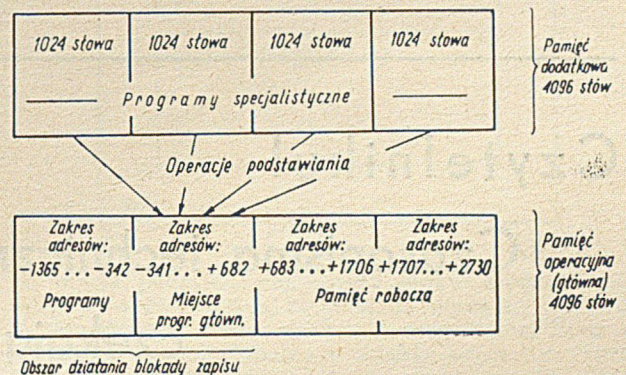 1024 słowa 1024 słowa 1024 słowa 1024 słowa
Pamięć
dodatkowa
4096 słów
Programy specjalistyczne
Operacje podstawiania
Zakres adresów: Zakres adresów: Zakres adresów: Zakres adresów:
−1365 ... −342 −341 ... +682 +683 ... +1706 +1707 ... +2730
Programy Miejsce progr. główn. Pamięć robocza
Pamięć
operacyjna
(główna)
4096 słów
Obszar działania blokady zapisu